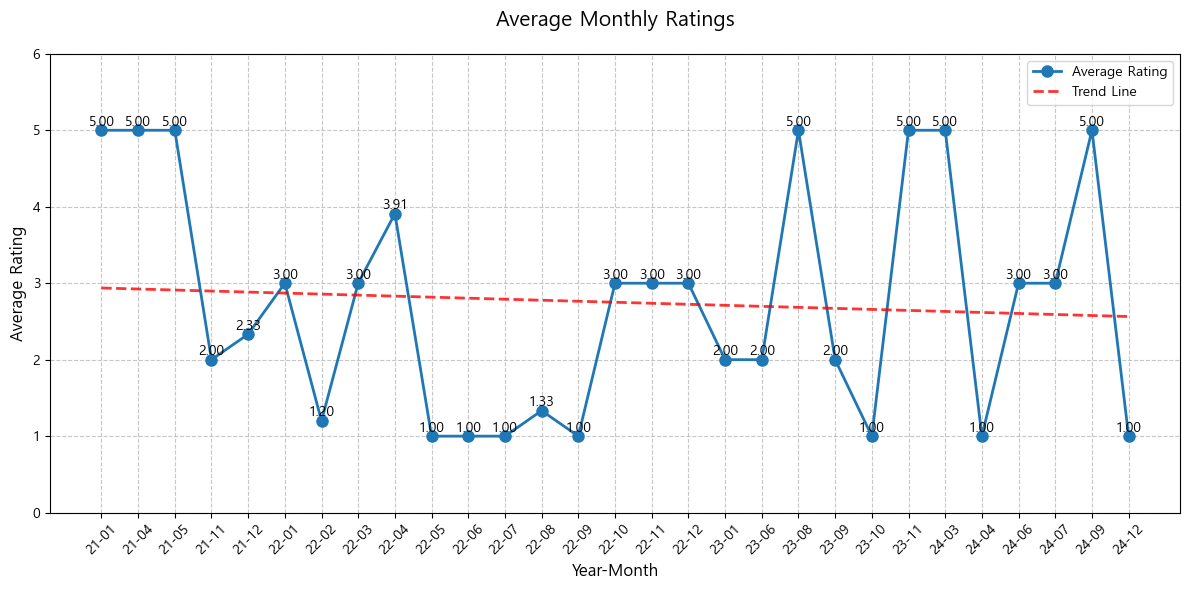 Average Monthly Ratings
6
Average Rating
Trend Line
5.00 5.00 5.00 5.00 5.00 5.00 5.00
5
3.91
4
3.00 3.00 3.00 3.00 3.00 3.00 3.00
3
2.33
2.00 2.00 2.00 2.00
2
1.33
1.20
1.00 1.00 1.00 1.00 1.00 1.00 1.00
1
0
Average Rating
21-01 21-04 21-05 21-11 21-12 22-01 22-02 22-03 22-04 22-05 22-06 22-07 22-08 22-09 22-10 22-11 22-12 23-01 23-06 23-08 23-09 23-10 23-11 24-03 24-04 24-06 24-07 24-09 24-12
Year-Month